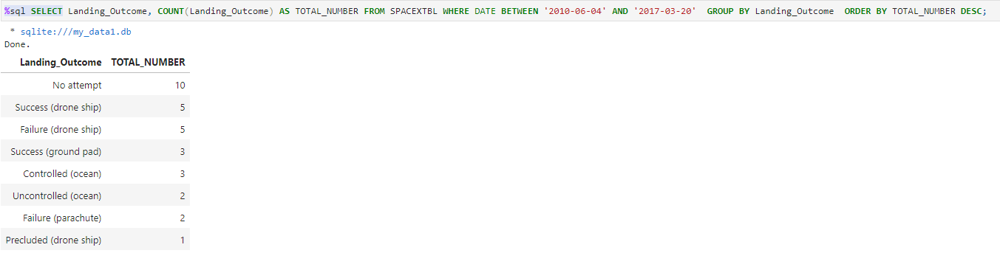 %sql SELECT Landing_Outcome, COUNT(Landing_Outcome) AS TOTAL_NUMBER FROM SPACEXTBL WHERE DATE BETWEEN '2010-06-04' AND '2017-03-20'  GROUP BY Landing_Outcome  ORDER BY TOTAL_NUMBER DESC;
* sqlite:///my_data1.db
Done.
Landing_Outcome TOTAL_NUMBER
No attempt 10
Success (drone ship) 5
Failure (drone ship) 5
Success (ground pad) 3
Controlled (ocean) 3
Uncontrolled (ocean) 2
Failure (parachute) 2
Precluded (drone ship) 1